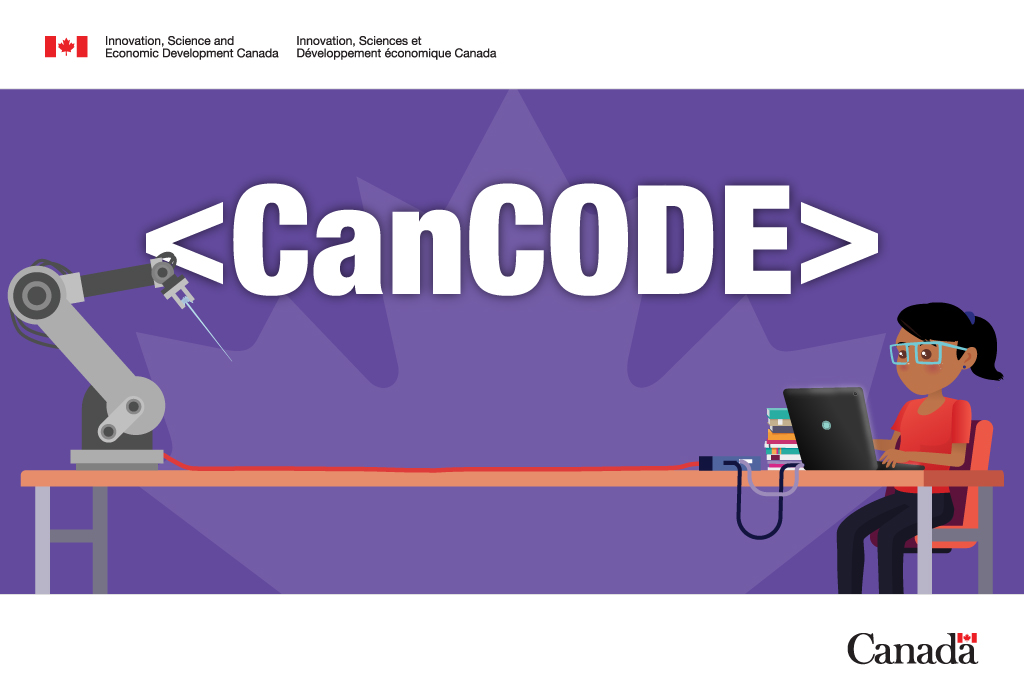 Innovation, Science and
Economic Development Canada
Innovation, Sciences et
Développement économique Canada
<CanCODE>
Canada